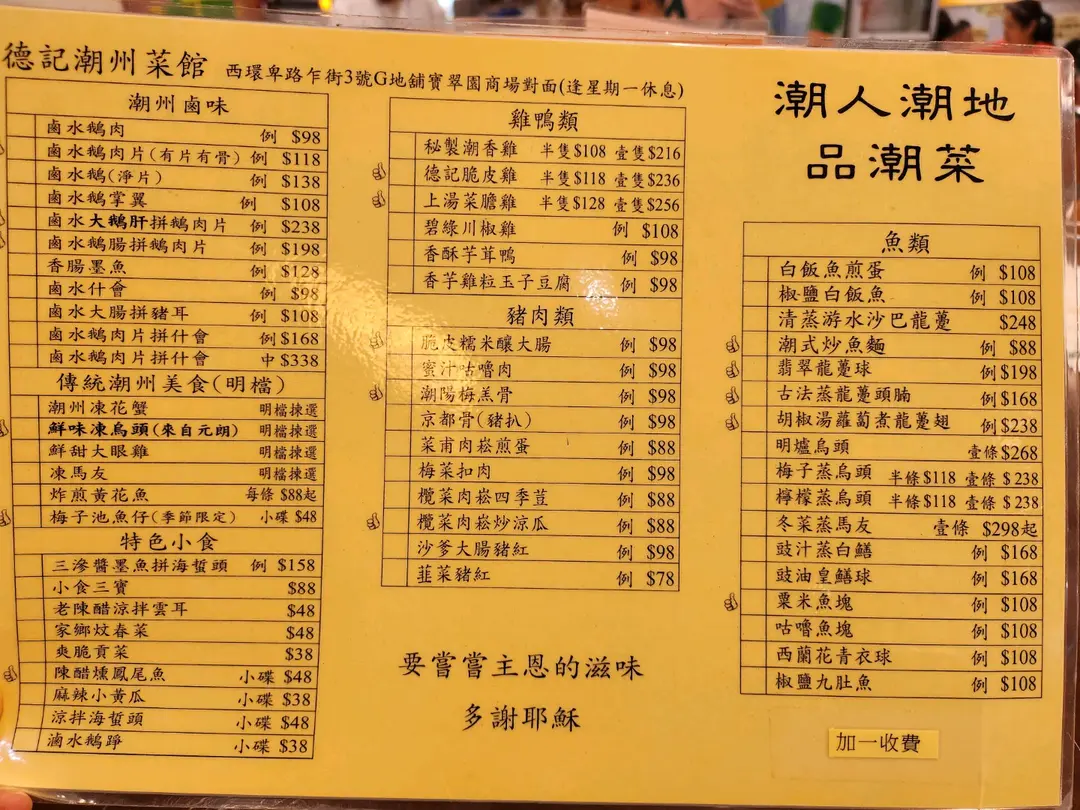 德記潮州菜館 西環卑路乍街3號G地舖寶翠園商場對面(逢星期一休息)
潮州鹵味
鹵水鵝肉 例 $98
鹵水鵝肉片(有片有骨) 例 $118
鹵水鵝(淨片) 例 $138
鹵水鵝掌翼 例 $108
鹵水大鵝肝拼鵝肉片 例 $238
鹵水鵝腸拼鵝肉片 例 $198
香腸墨魚 例 $128
鹵水什會 例 $98
鹵水大腸拼豬耳 例 $108
鹵水鵝肉片拼什會 例 $168
鹵水鵝肉片拼什會 中 $338
傳統潮州美食(明檔)
潮州凍花蟹 明檔揀選
鮮味凍烏頭(來自元朗) 明檔揀選
鮮甜大眼雞 明檔揀選
凍馬友 明檔揀選
炸煎黃花魚 每條 $88起
梅子池魚仔(季節限定) 小碟 $48
特色小食
三滲醬墨魚拼海蜇頭 例 $158
小食三寶 $88
老陳醋涼拌雲耳 $48
家鄉炆春菜 $48
爽脆貢菜 $38
陳醋燻鳳尾魚 小碟 $48
麻辣小黃瓜 小碟 $38
涼拌海蜇頭 小碟 $48
滷水鵝踭 小碟 $38
雞鴨類
秘製潮香雞 半隻$108 壹隻$216
德記脆皮雞 半隻$118 壹隻$236
上湯菜膽雞 半隻$128 壹隻$256
碧綠川椒雞 例 $108
香酥芋茸鴨 例 $98
香芋雞粒玉子豆腐 例 $98
豬肉類
脆皮糯米釀大腸 例 $98
蜜汁咕嚕肉 例 $98
潮陽梅羔骨 例 $98
京都骨(豬扒) 例 $98
菜甫肉崧煎蛋 例 $88
梅菜扣肉 例 $98
欖菜肉崧四季荳 例 $88
欖菜肉崧炒涼瓜 例 $88
沙爹大腸豬紅 例 $98
韮菜豬紅 例 $78
要嘗嘗主恩的滋味
多謝耶穌
潮人潮地
品潮菜
魚類
白飯魚煎蛋 例 $108
椒鹽白飯魚 例 $108
清蒸游水沙巴龍躉 $248
潮式炒魚麵 例 $88
翡翠龍躉球 例 $198
古法蒸龍躉頭腩 例 $168
胡椒湯蘿蔔煮龍躉翅 例 $238
明爐烏頭 壹條 $268
梅子蒸烏頭 半條 $118 壹條 $238
檸檬蒸烏頭 半條 $118 壹條 $238
冬菜蒸馬友 壹條 $298起
豉汁蒸白鱔 例 $168
豉油皇鱔球 例 $168
粟米魚塊 例 $108
咕嚕魚塊 例 $108
西蘭花青衣球 例 $108
椒鹽九肚魚 例 $108
加一收費